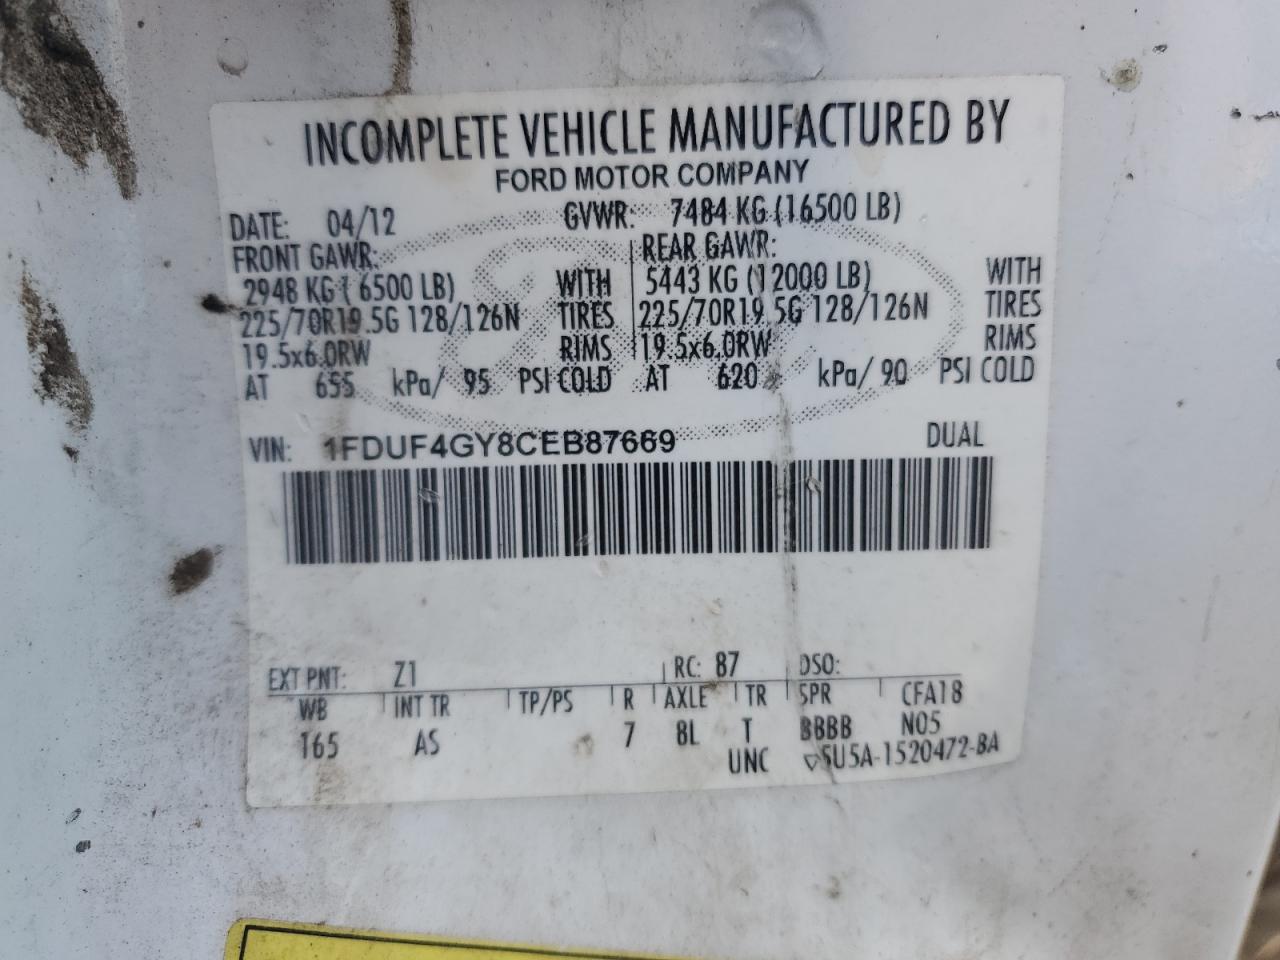 INCOMPLETE VEHICLE MANUFACTURED BY
FORD MOTOR COMPANY
DATE: 04/12 GVWR: 7484 KG (16500 LB)
FRONT GAWR: REAR GAWR:
2948 KG ( 6500 LB) WITH 5443 KG (12000 LB) WITH
225/70R19.5G 128/126N TIRES 225/70R19.5G 128/126N TIRES
19.5x6.0RW RIMS 19.5x6.0RW RIMS
AT 655 kPa/ 95 PSI COLD AT 620 kPa/ 90 PSI COLD
VIN: 1FDUF4GY8CEB87669 DUAL
EXT PNT: Z1 RC: 87 DSO:
WB INT TR TP/PS R AXLE TR SPR CFA18
165 AS 7 8L T BBBB N05
UNC ▽5U5A-1520472-BA